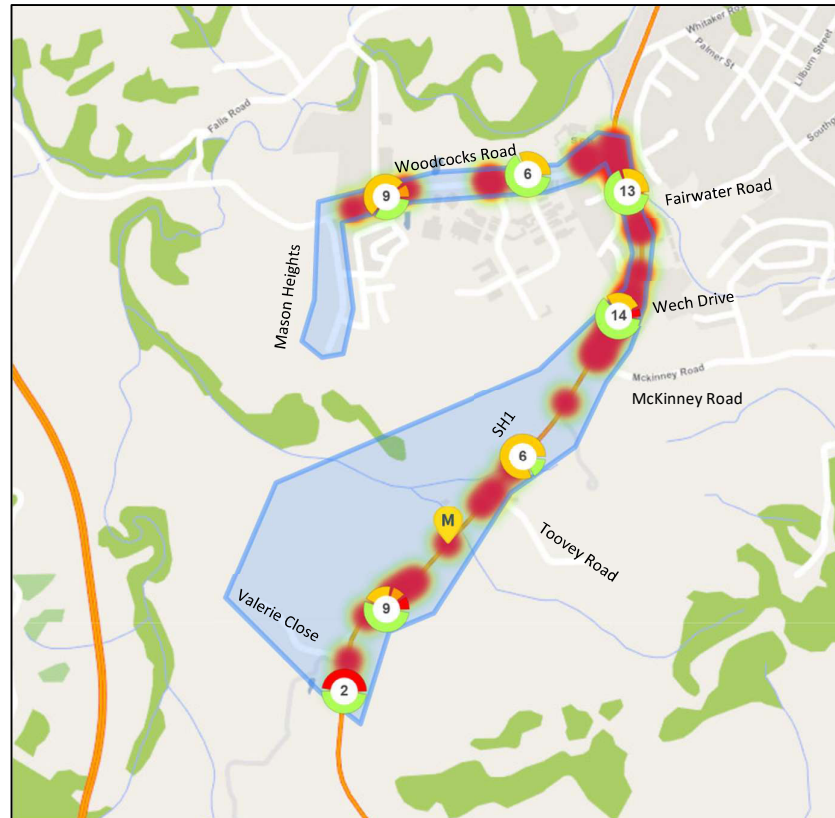 Whitaker Road
Palmer St
Lilburn Street
Falls Road
Woodcocks Road
6
9
13
Fairwater Road
Mason Heights
Wech Drive
14
Mckinney Road
McKinney Road
SH1
6
M
Toovey Road
Valerie Close
9
2